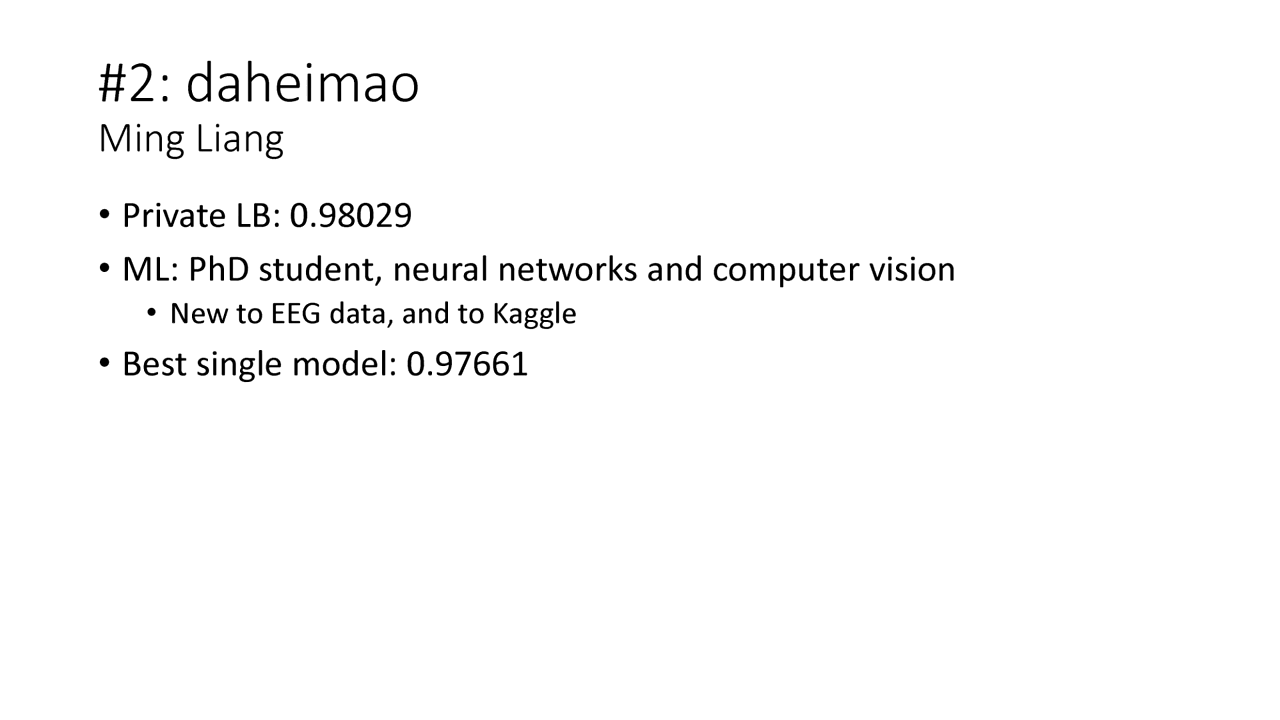 #2: daheimao
Ming Liang
• Private LB: 0.98029
• ML: PhD student, neural networks and computer vision
• New to EEG data, and to Kaggle
• Best single model: 0.97661